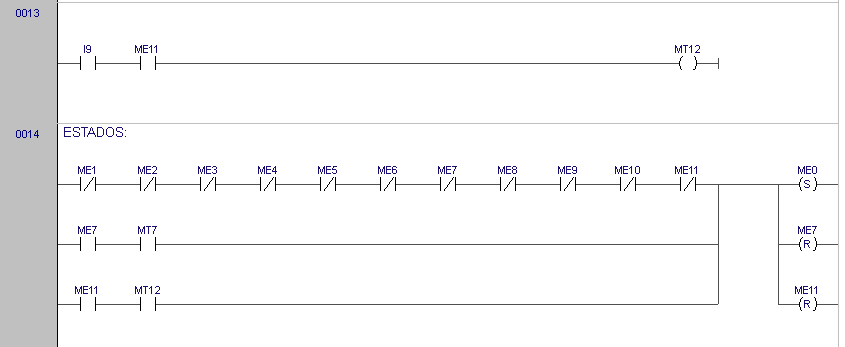 0013
I9 ME11 MT12
0014 ESTADOS:
ME1 ME2 ME3 ME4 ME5 ME6 ME7 ME8 ME9 ME10 ME11 ME0
S
ME7 MT7 ME7
R
ME11 MT12 ME11
R